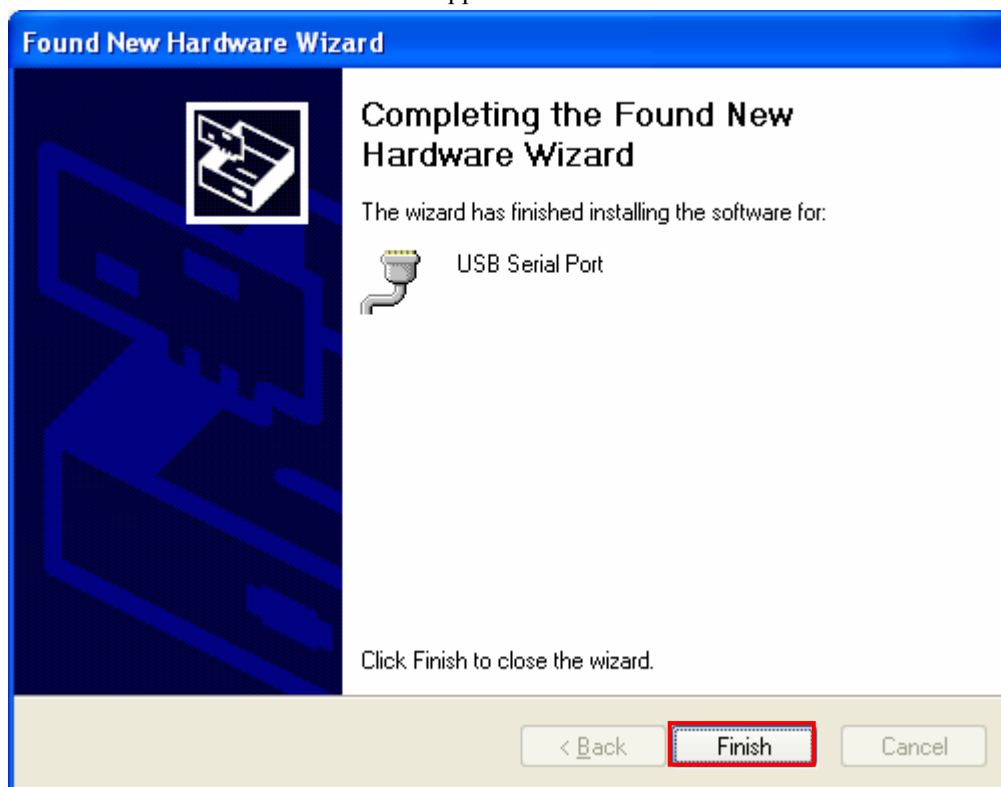 Found New Hardware Wizard
Completing the Found New
Hardware Wizard
The wizard has finished installing the software for:
USB Serial Port
Click Finish to close the wizard.
< Back Finish Cancel